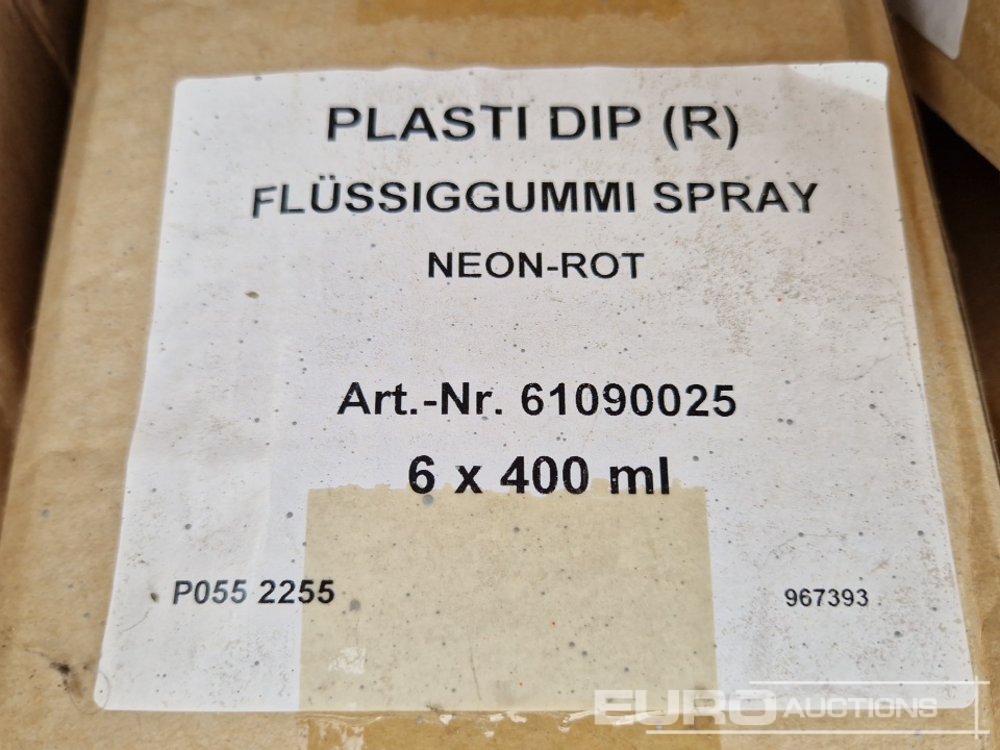 PLASTI DIP (R)
FLÜSSIGGUMMI SPRAY
NEON-ROT
Art.-Nr. 61090025
6 x 400 ml
P055 2255
967393
EURO AUCTIONS